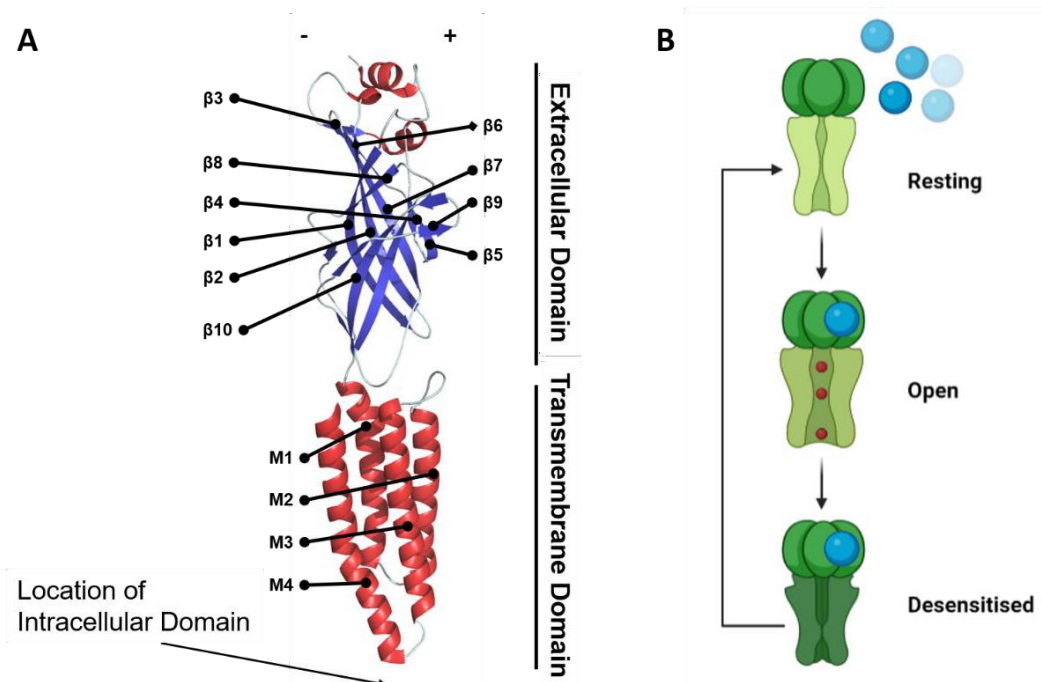 A
-
+
β3
β8
β4
β1
β2
β10
β6
β7
β9
β5
M1
M2
M3
M4
Location of
Intracellular Domain
Extracellular Domain
Transmembrane Domain
B
Resting
Open
Desensitised